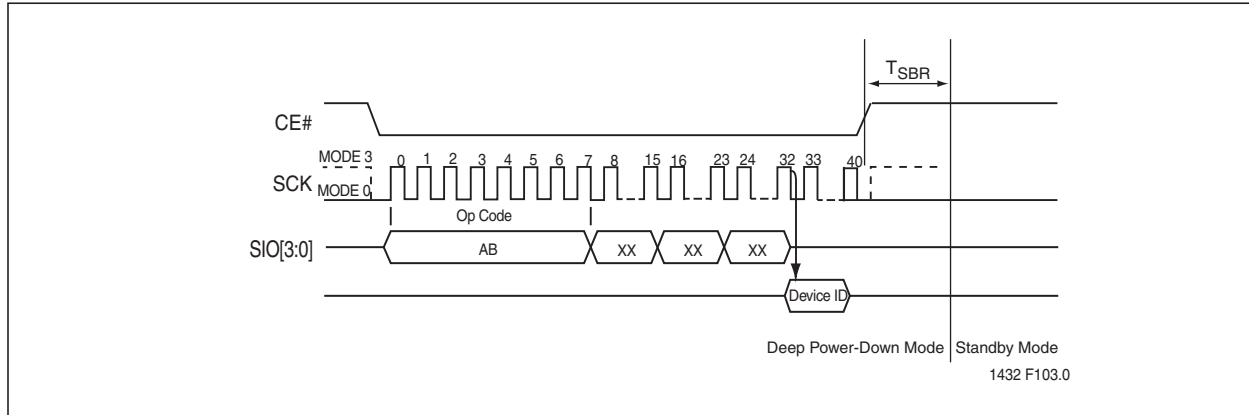 T_SBR
CE#
MODE 3
SCK
MODE 0
0 1 2 3 4 5 6 7 8 15 16 23 24 32 33 40
Op Code
SIO[3:0]
AB XX XX XX
Device ID
Deep Power-Down Mode Standby Mode
1432 F103.0